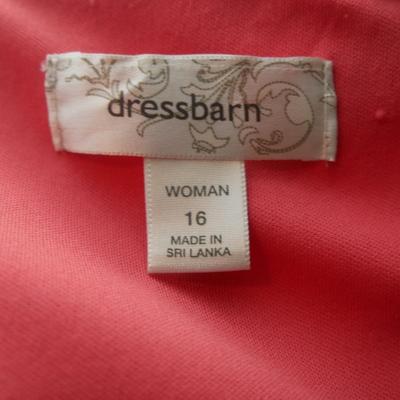 dressbarn
WOMAN
16
MADE IN
SRI LANKA